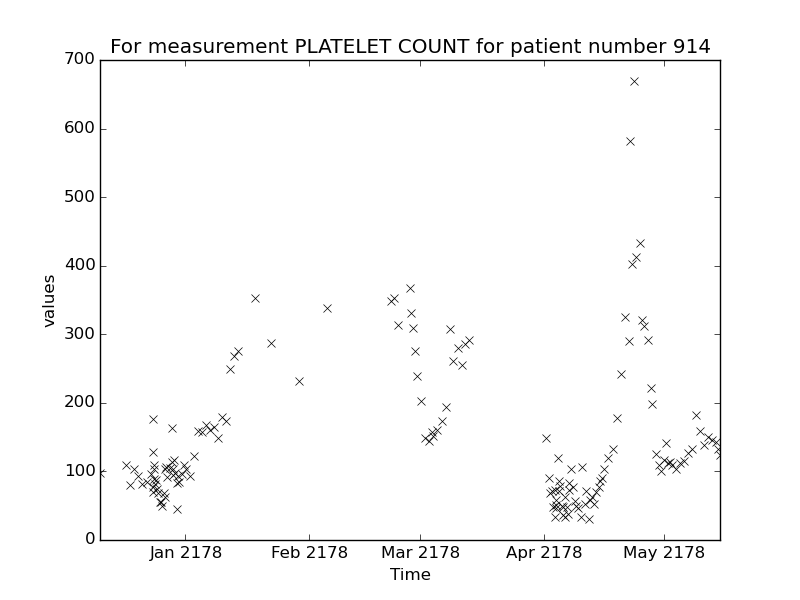 For measurement PLATELET COUNT for patient number 914
700
600
500
400
300
200
100
0
values
Jan 2178 Feb 2178 Mar 2178 Apr 2178 May 2178
Time